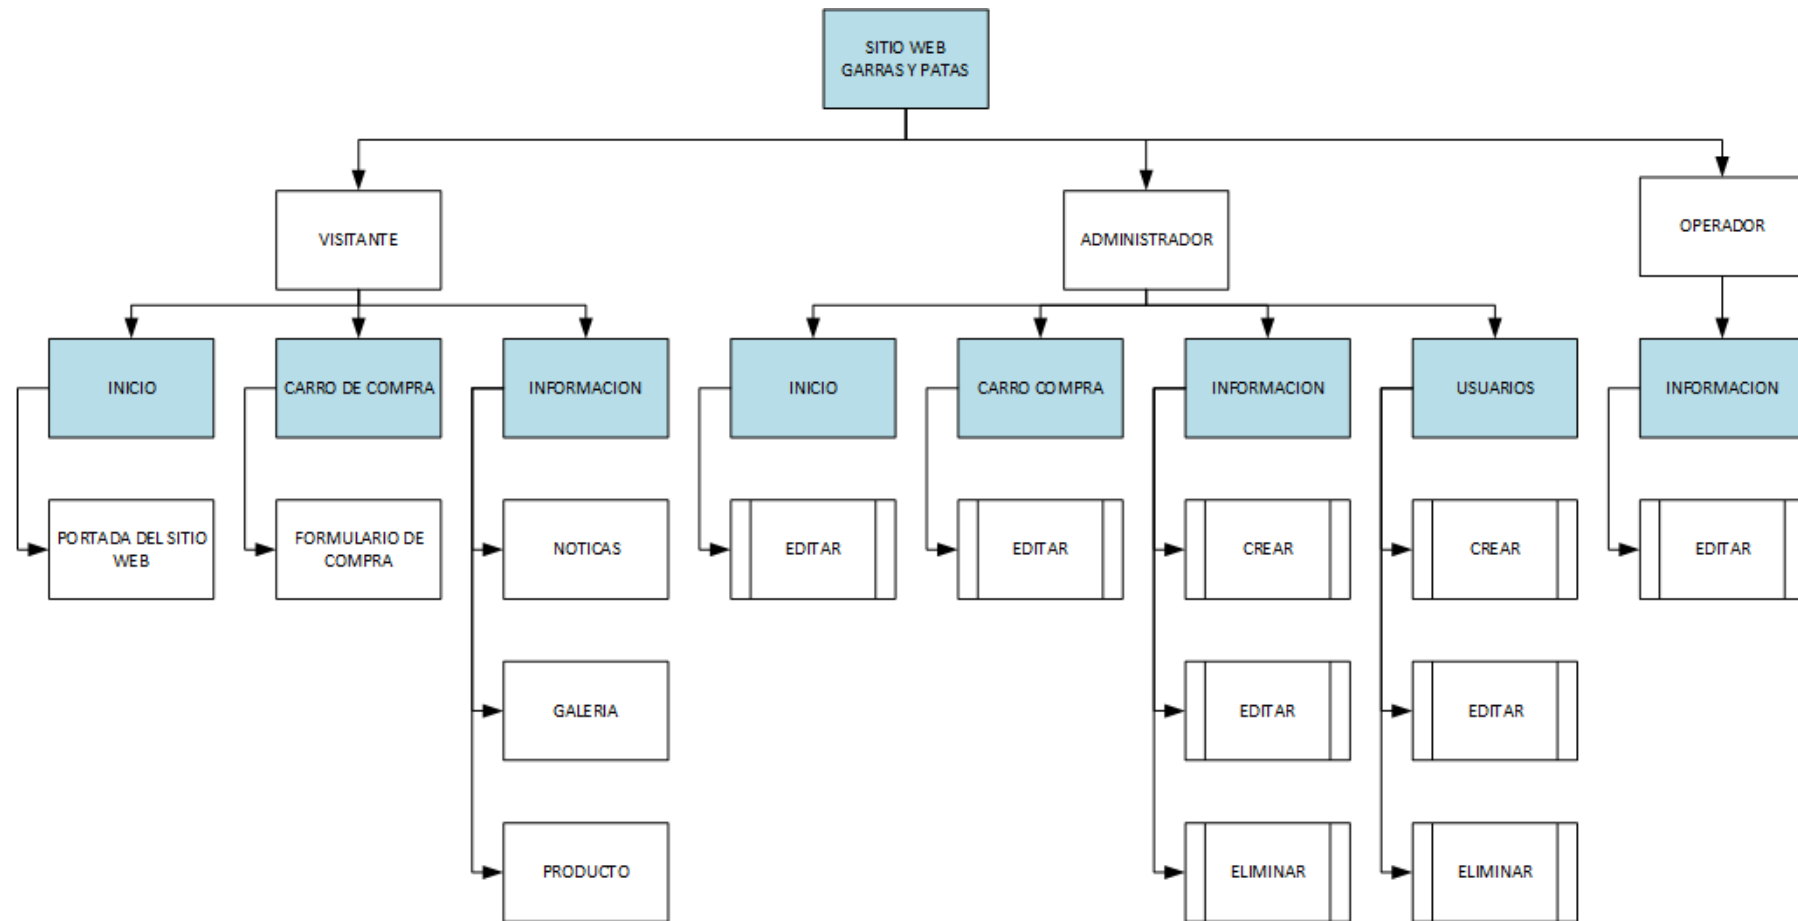 SITIO WEB
GARRAS Y PATAS
VISITANTE
ADMINISTRADOR
OPERADOR
INICIO
CARRO DE COMPRA
INFORMACION
INICIO
CARRO COMPRA
INFORMACION
USUARIOS
INFORMACION
PORTADA DEL SITIO
WEB
FORMULARIO DE
COMPRA
NOTICAS
EDITAR
EDITAR
CREAR
CREAR
EDITAR
GALERIA
EDITAR
EDITAR
PRODUCTO
ELIMINAR
ELIMINAR